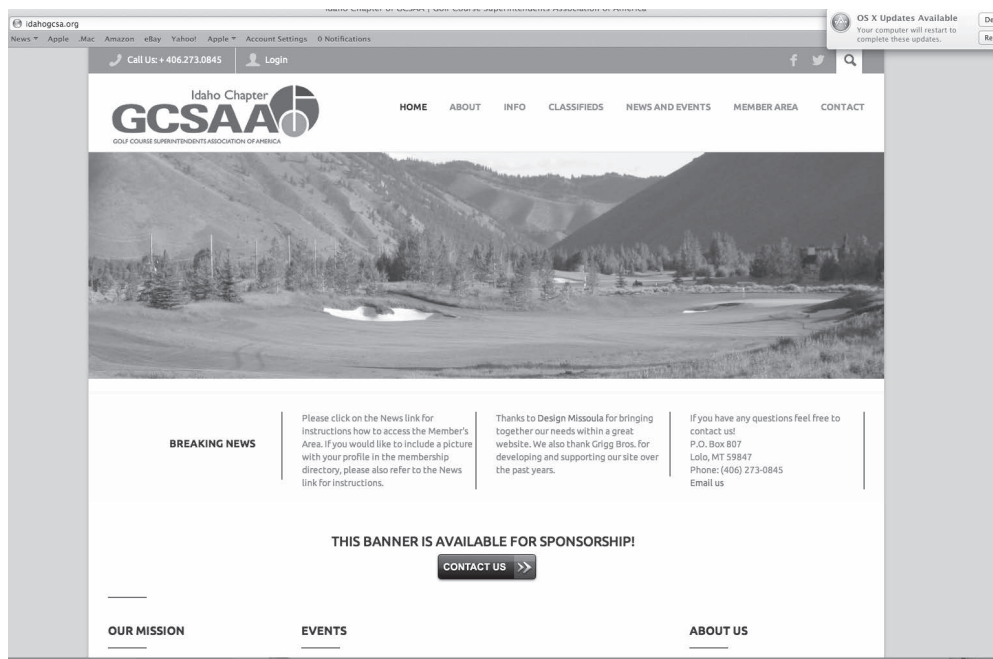 Idaho Chapter of GCSAA | Golf Course Superintendents Association of America
idahogcsa.org
OS X Updates Available
Your computer will restart to
complete these updates.
De
Re
News Apple .Mac Amazon eBay Yahoo! Apple Account Settings 0 Notifications
Call Us: + 406.273.0845 Login
Idaho Chapter
GCSAA
GOLF COURSE SUPERINTENDENTS ASSOCIATION OF AMERICA
HOME ABOUT INFO CLASSIFIEDS NEWS AND EVENTS MEMBER AREA CONTACT
BREAKING NEWS
Please click on the News link for
instructions how to access the Member's
Area. If you would like to include a picture
with your profile in the membership
directory, please also refer to the News
link for instructions.
Thanks to Design Missoula for bringing
together our needs within a great
website. We also thank Grigg Bros. for
developing and supporting our site over
the past years.
If you have any questions feel free to
contact us!
P.O. Box 807
Lolo, MT 59847
Phone: (406) 273-0845
Email us
THIS BANNER IS AVAILABLE FOR SPONSORSHIP!
CONTACT US
OUR MISSION
EVENTS
ABOUT US